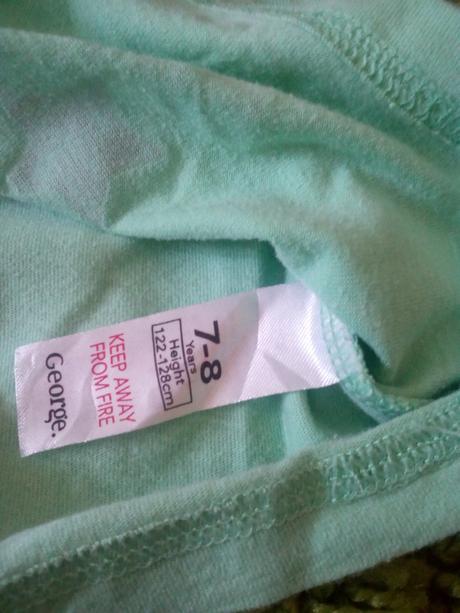 7-8
Years
Height
122-128cm
KEEP AWAY
FROM FIRE
George.